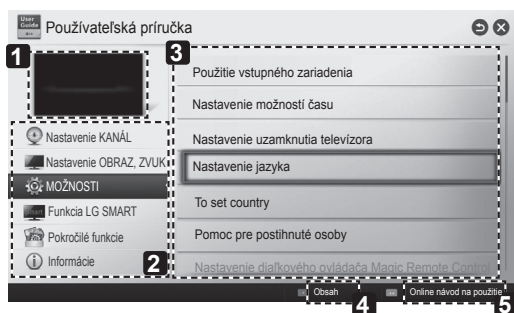 User Guide
Používateľská príručka
1
3
Nastavenie KANÁL
Nastavenie OBRAZ, ZVUK
MOŽNOSTI
Funkcia LG SMART
Pokročilé funkcie
Informácie
2
Použitie vstupného zariadenia
Nastavenie možností času
Nastavenie uzamknutia televízora
Nastavenie jazyka
To set country
Pomoc pre postihnuté osoby
Nastavenie diaľkového ovládača Magic Remote Control
Obsah
4
Online návod na použitie
5